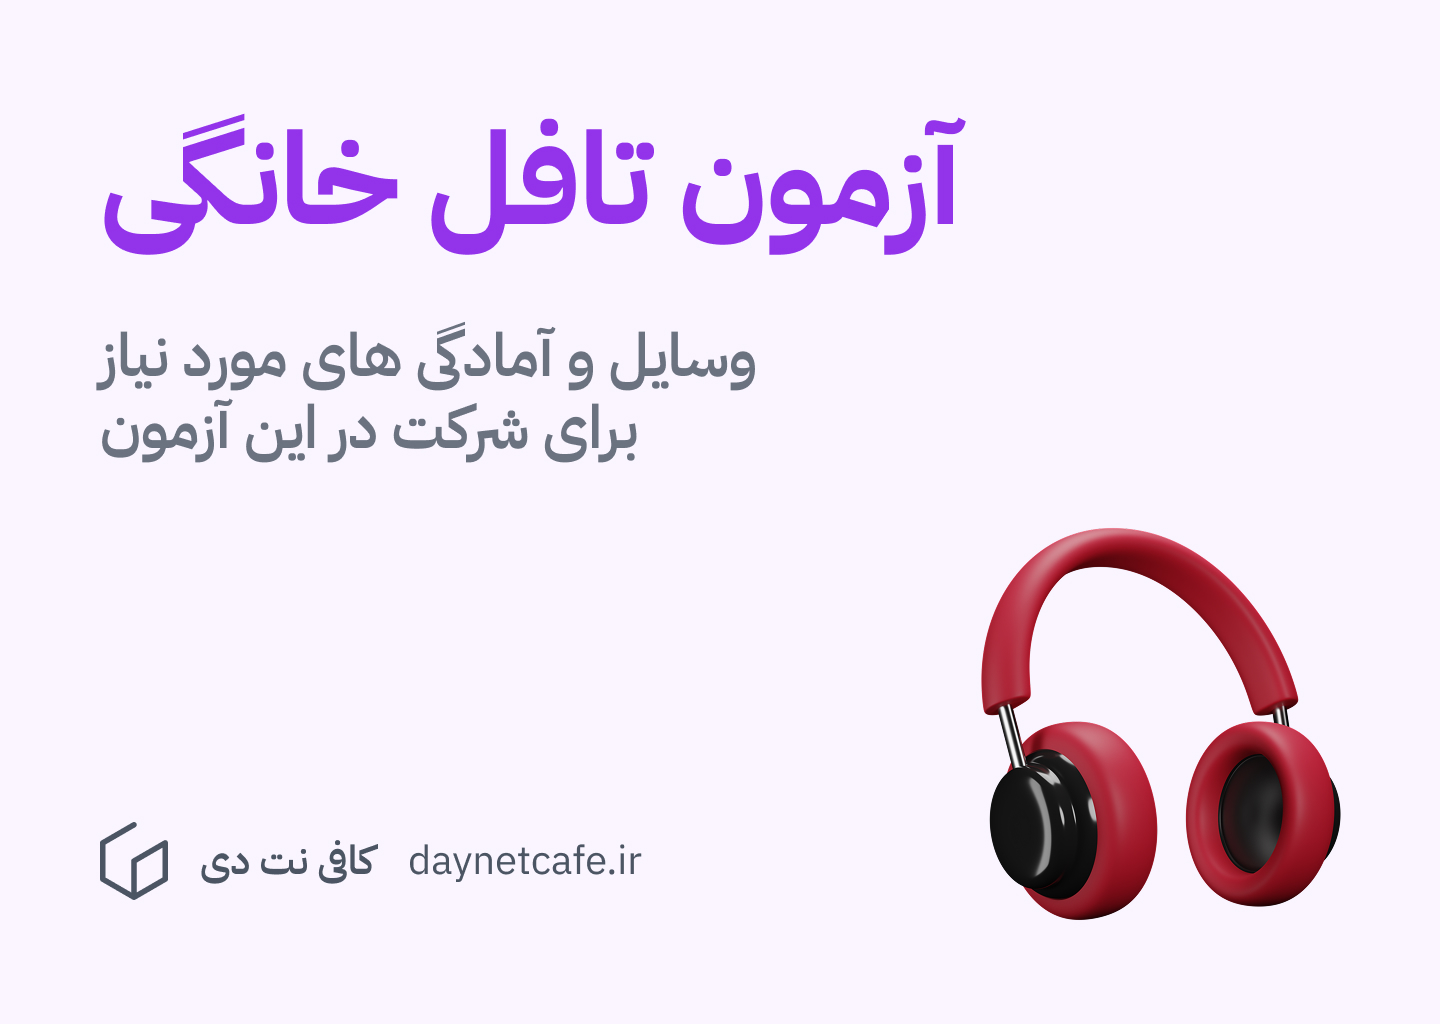 آزمون تافل خانگی
وسایل و آمادگی های مورد نیاز
برای شرکت در این آزمون
کافی نت دی daynetcafe.ir